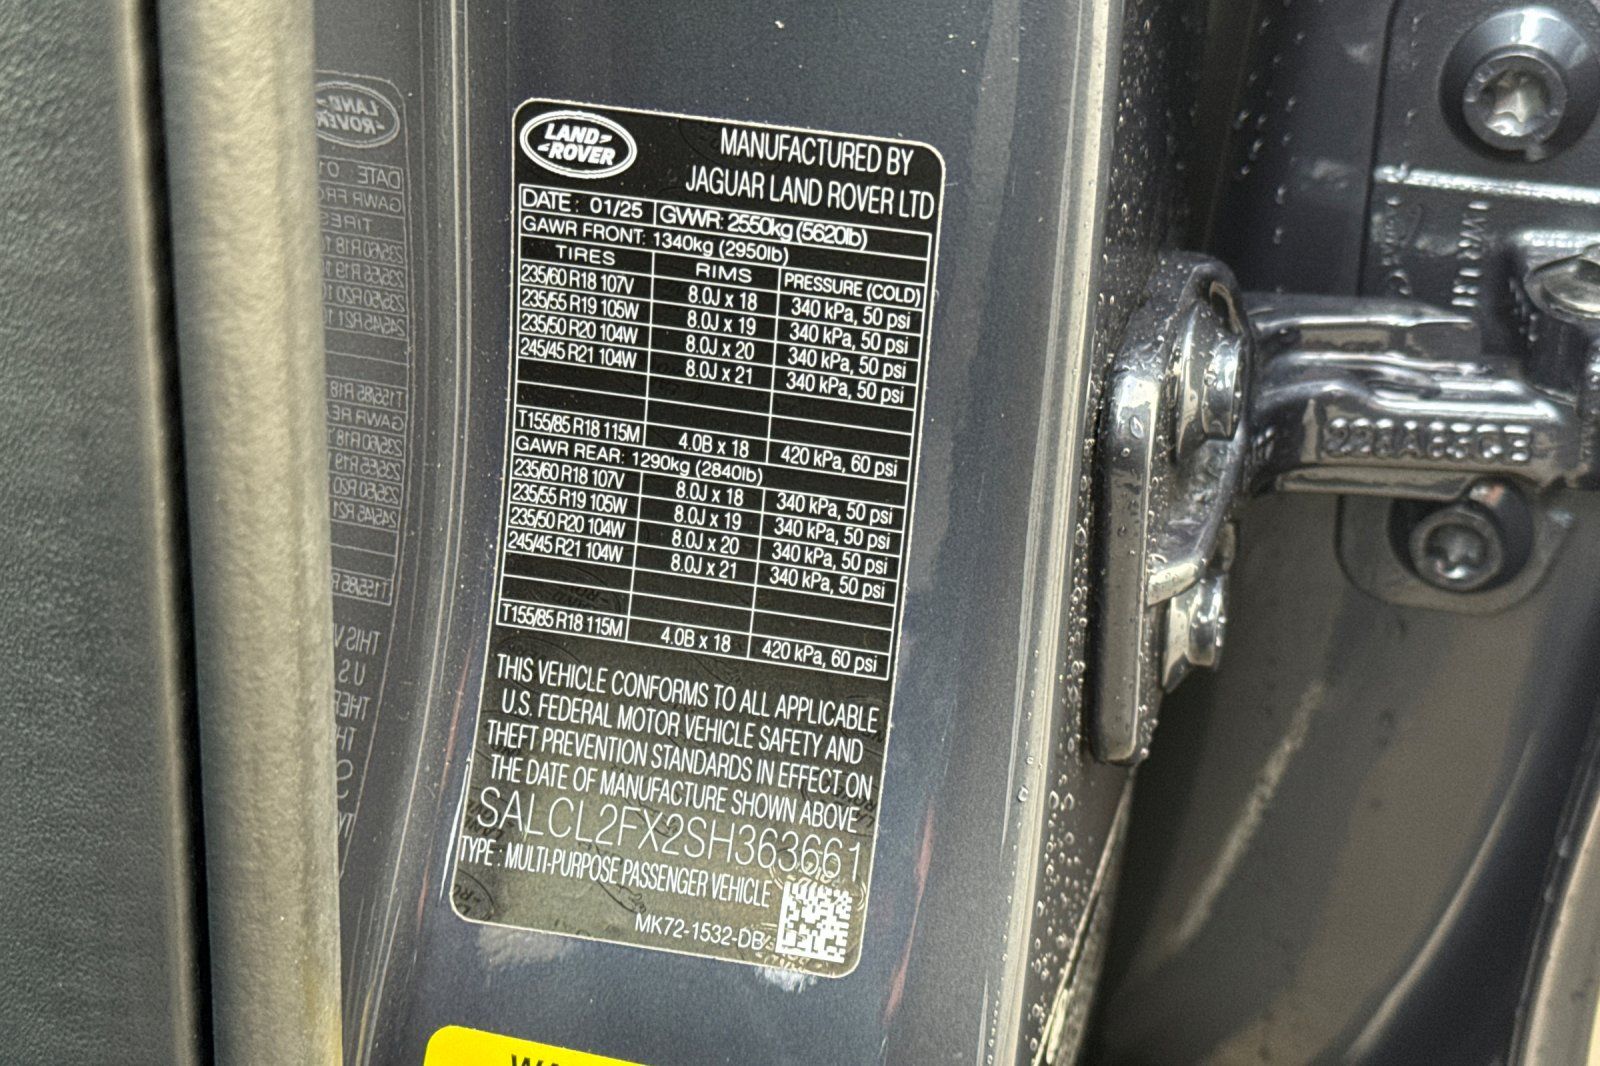 LAND-
-ROVER
MANUFACTURED BY
JAGUAR LAND ROVER LTD
DATE: 01/25 GVWR: 2550kg (5620lb)
GAWR FRONT: 1340kg (2950lb)
TIRES RIMS PRESSURE (COLD)
235/60 R18 107V 8.0J x 18 340 kPa, 50 psi
235/55 R19 105W 8.0J x 19 340 kPa, 50 psi
235/50 R20 104W 8.0J x 20 340 kPa, 50 psi
245/45 R21 104W 8.0J x 21 340 kPa, 50 psi
T155/85 R18 115M 4.0B x 18 420 kPa, 60 psi
GAWR REAR: 1290kg (2840lb)
235/60 R18 107V 8.0J x 18 340 kPa, 50 psi
235/55 R19 105W 8.0J x 19 340 kPa, 50 psi
235/50 R20 104W 8.0J x 20 340 kPa, 50 psi
245/45 R21 104W 8.0J x 21 340 kPa, 50 psi
T155/85 R18 115M 4.0B x 18 420 kPa, 60 psi
THIS VEHICLE CONFORMS TO ALL APPLICABLE
U.S. FEDERAL MOTOR VEHICLE SAFETY AND
THEFT PREVENTION STANDARDS IN EFFECT ON
THE DATE OF MANUFACTURE SHOWN ABOVE
SALCL2FX2SH363661
TYPE: MULTI-PURPOSE PASSENGER VEHICLE
MK72-1532-DB